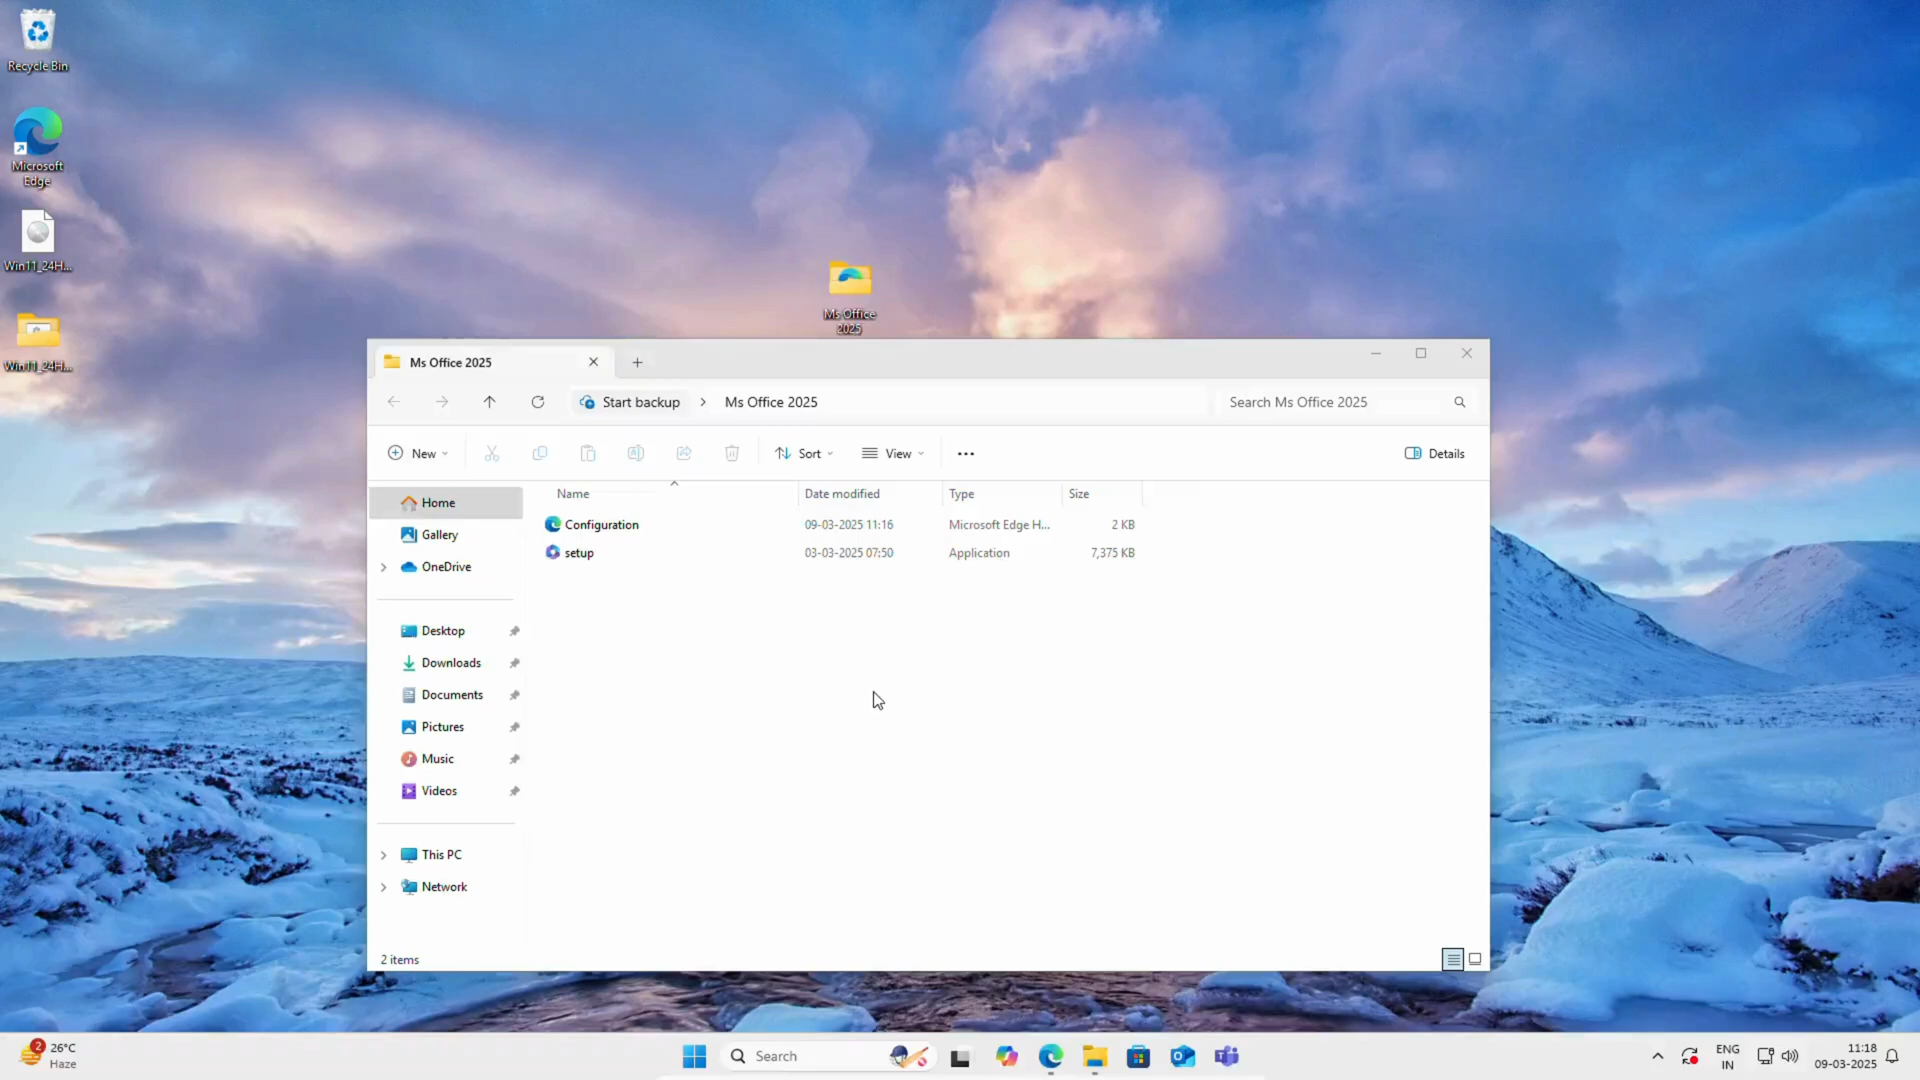 Recycle Bin
Microsoft
Edge
Win11_24H...
Win11_24H...
Ms Office
2025
Ms Office 2025
Start backup
Ms Office 2025
Search Ms Office 2025
New
Sort
View
Details
Name
Date modified
Type
Size
Configuration
09-03-2025 11:16
Microsoft Edge H...
2 KB
setup
03-03-2025 07:50
Application
7,375 KB
Home
Gallery
OneDrive
Desktop
Downloads
Documents
Pictures
Music
Videos
This PC
Network
2 items
2
26°C
Haze
Search
ENG
IN
11:18
09-03-2025